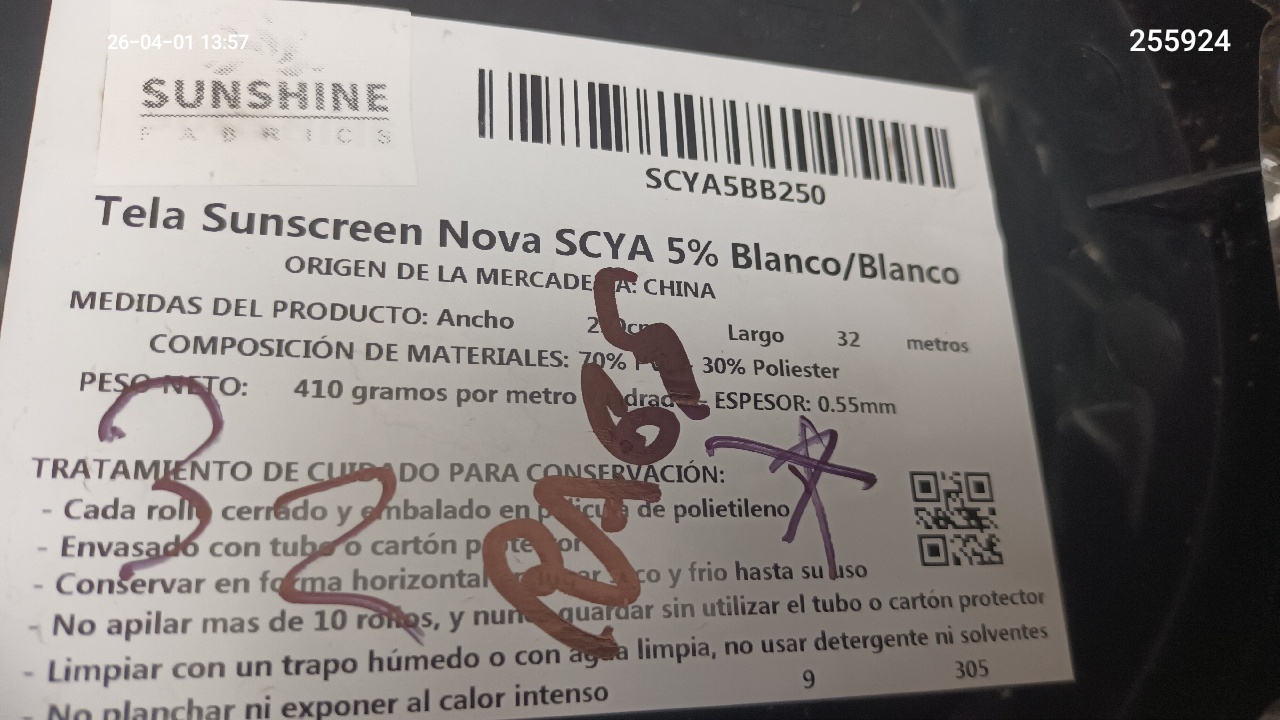 26-04-01 13:57
255924
SUNSHINE
FABRICS
SCYA5BB250
Tela Sunscreen Nova SCYA 5% Blanco/Blanco
ORIGEN DE LA MERCADE A: CHINA
MEDIDAS DEL PRODUCTO: Ancho Largo 32 metros
COMPOSICIÓN DE MATERIALES: 70% 30% Poliester
PESO NETO: 410 gramos por metro - ESPESOR: 0.55mm
32
TRATAMIENTO DE CUIDADO PARA CONSERVACIÓN:
- Cada rollo cerrado y embalado en pelicula de polietileno
- Envasado con tubo o cartón protector
- Conservar en forma horizontal en lugar seco y frio hasta su uso
- No apilar mas de 10 rollos, y nunca guardar sin utilizar el tubo o cartón protector
- Limpiar con un trapo húmedo o con agua limpia, no usar detergente ni solventes
- No planchar ni exponer al calor intenso
9 305